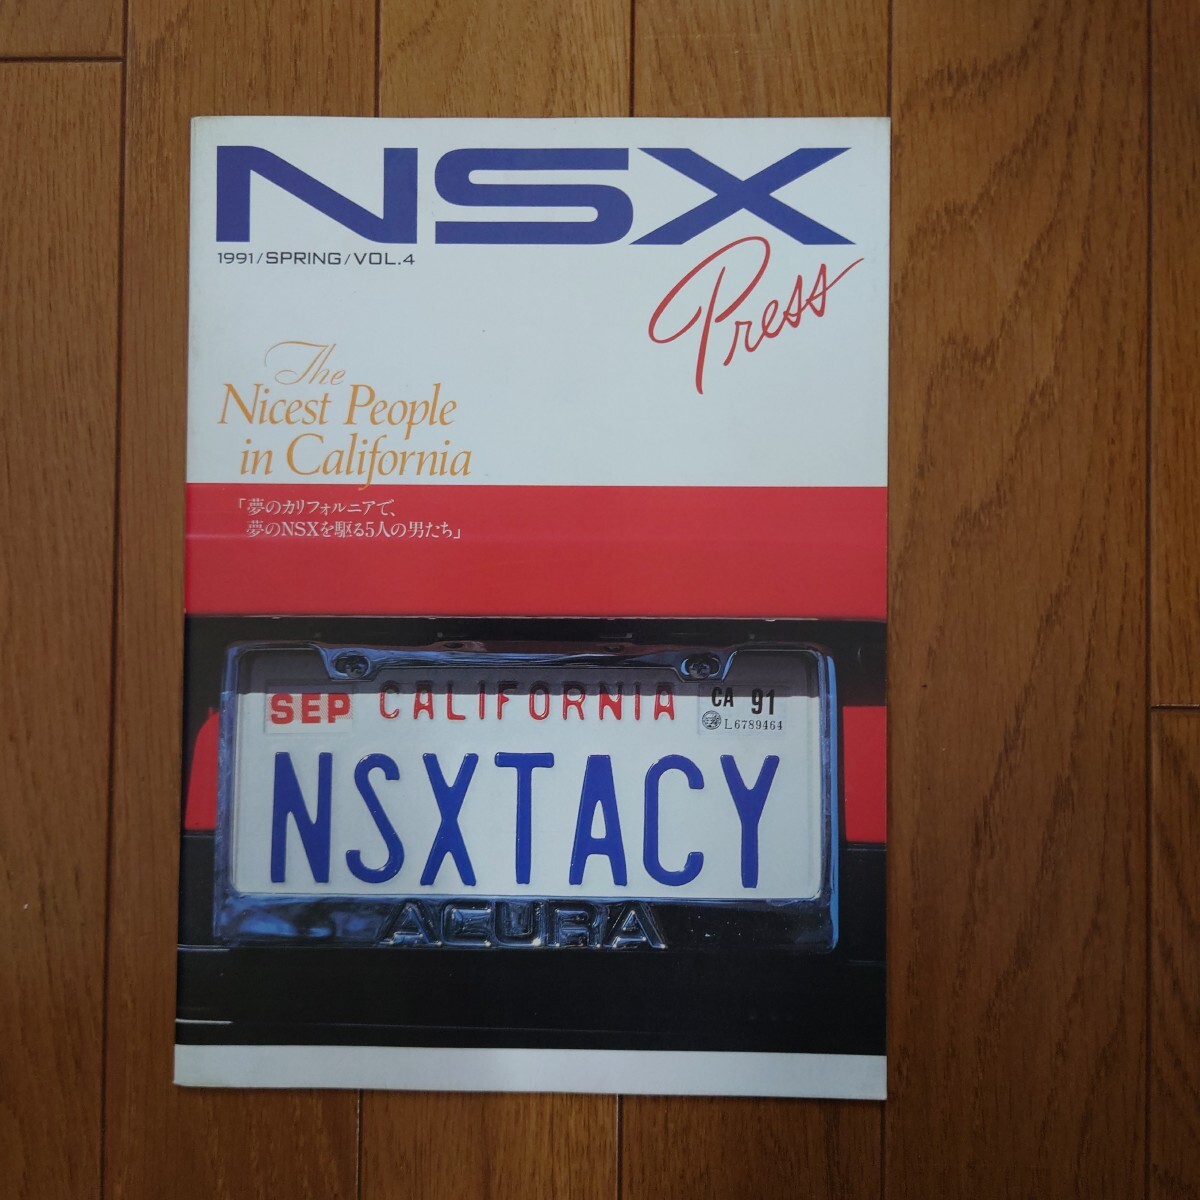 NSX
1991/SPRING/VOL.4
Press
The
Nicest People
in California
「夢のカリフォルニアで、
夢のNSXを駆る5人の男たち」
SEP CALIFORNIA CA 91
L6789464
NSXTACY
ACURA